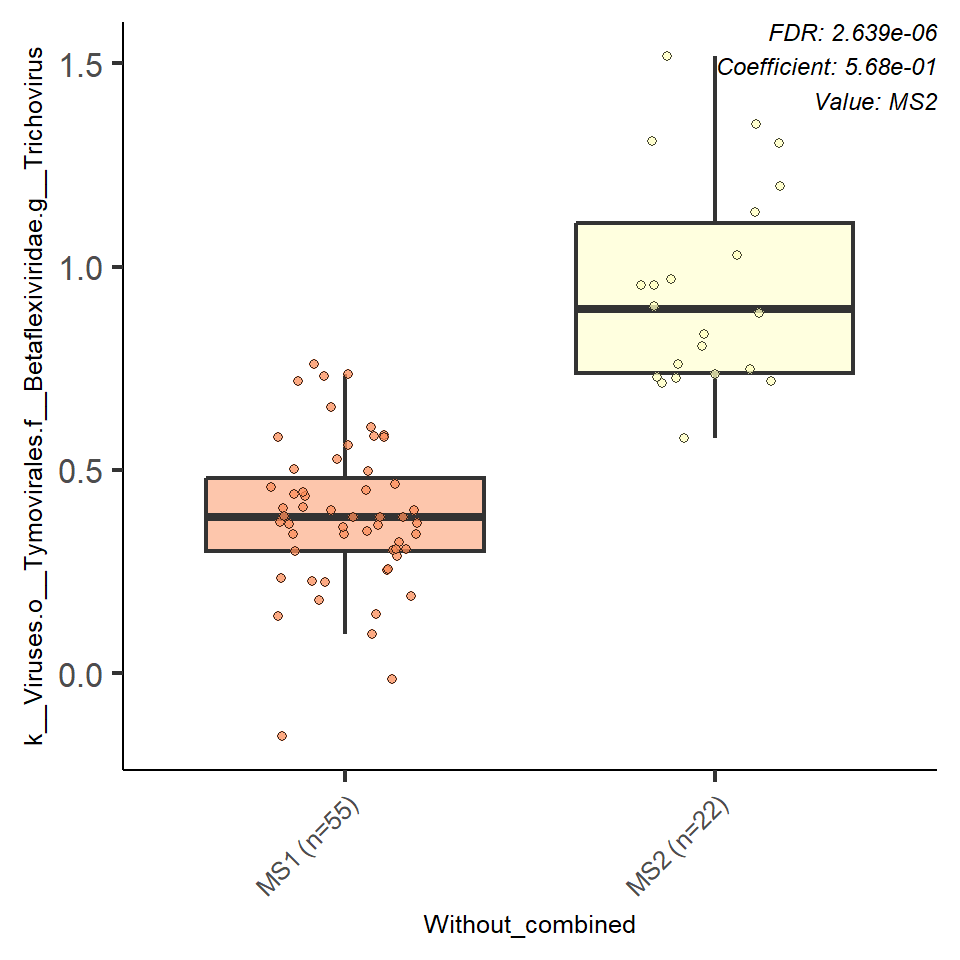 FDR: 2.639e-06
Coefficient: 5.68e-01
Value: MS2
k__Viruses.o__Tymovirales.f__Betaflexiviridae.g__Trichovirus
1.5
1.0
0.5
0.0
MS1 (n=55)
MS2 (n=22)
Without_combined